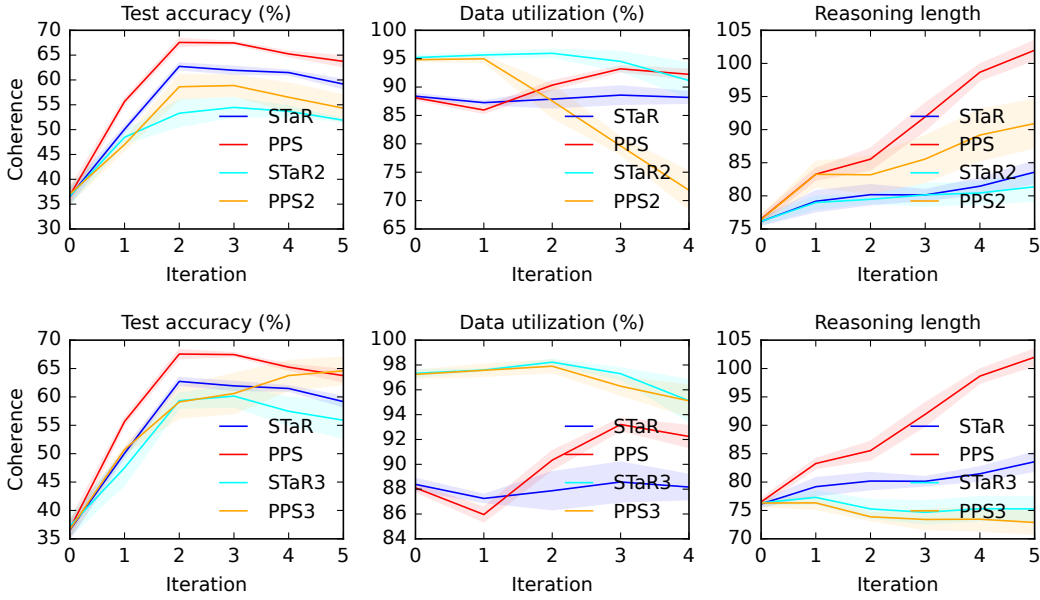 Test accuracy (%)
Data utilization (%)
Reasoning length
Coherence
70
65
60
55
50
45
40
35
30
STaR
PPS
STaR2
PPS2
0 1 2 3 4 5
Iteration
100
95
90
85
80
75
70
65
STaR
PPS
STaR2
PPS2
0 1 2 3 4
Iteration
105
100
95
90
85
80
75
STaR
PPS
STaR2
PPS2
0 1 2 3 4 5
Iteration
Test accuracy (%)
Data utilization (%)
Reasoning length
Coherence
70
65
60
55
50
45
40
35
STaR
PPS
STaR3
PPS3
0 1 2 3 4 5
Iteration
100
98
96
94
92
90
88
86
84
STaR
PPS
STaR3
PPS3
0 1 2 3 4
Iteration
105
100
95
90
85
80
75
70
STaR
PPS
STaR3
PPS3
0 1 2 3 4 5
Iteration